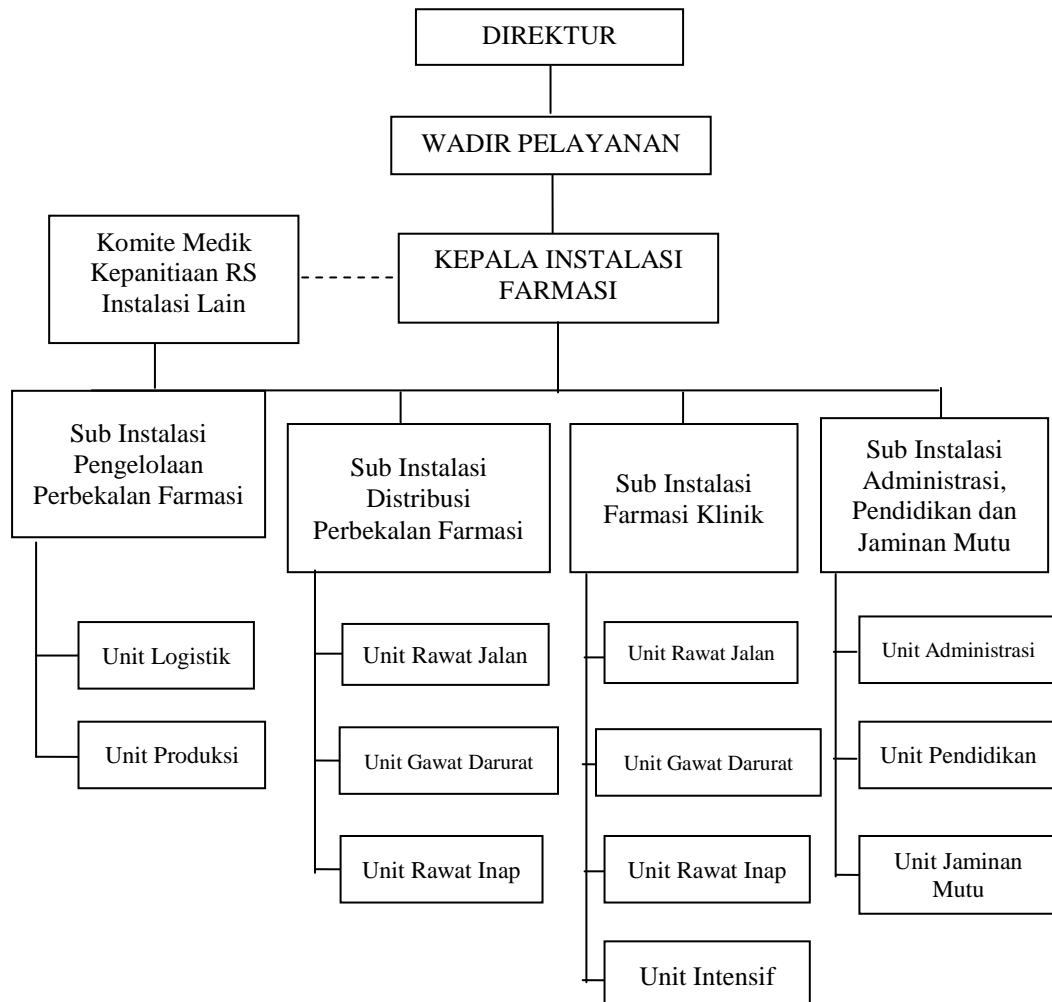 DIREKTUR
WADIR PELAYANAN
Komite Medik
Kepanitiaan RS
Instalasi Lain
KEPALA INSTALASI
FARMASI
Sub Instalasi
Pengelolaan
Perbekalan Farmasi
Sub Instalasi
Distribusi
Perbekalan Farmasi
Sub Instalasi
Farmasi Klinik
Sub Instalasi
Administrasi,
Pendidikan dan
Jaminan Mutu
Unit Logistik
Unit Produksi
Unit Rawat Jalan
Unit Gawat Darurat
Unit Rawat Inap
Unit Rawat Jalan
Unit Gawat Darurat
Unit Rawat Inap
Unit Intensif
Unit Administrasi
Unit Pendidikan
Unit Jaminan
Mutu